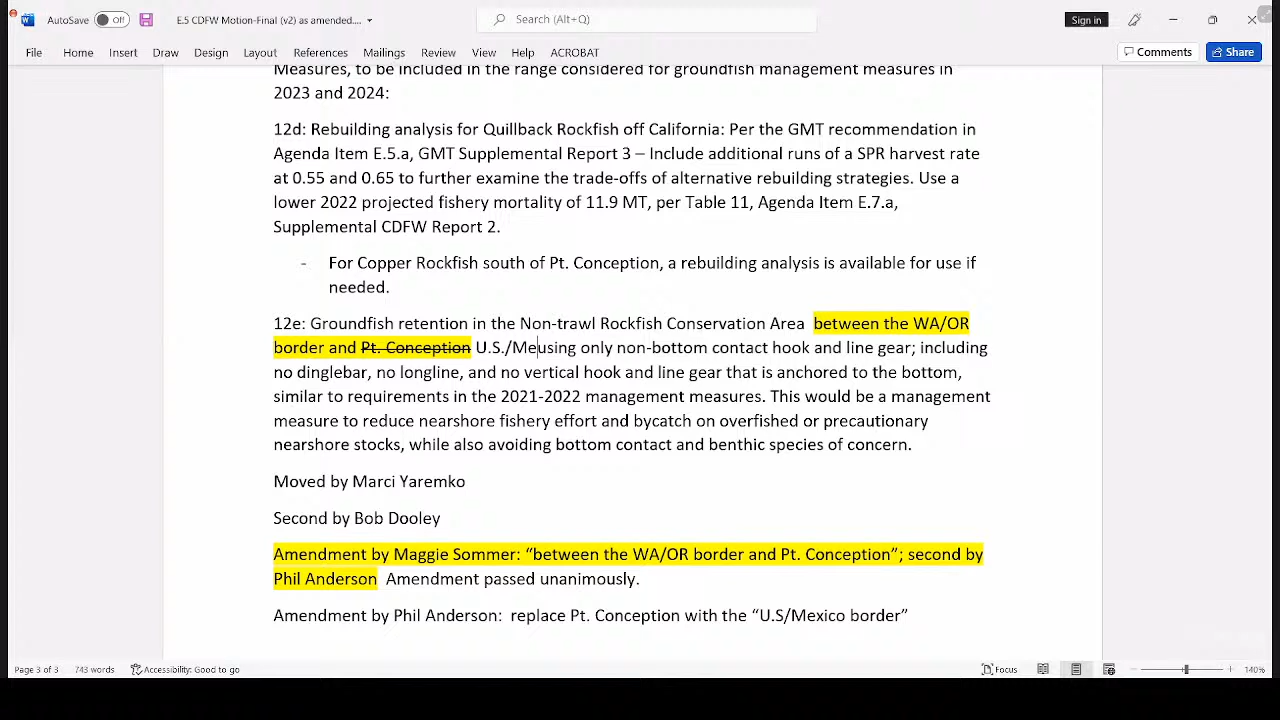 AutoSave Off E.5 CDFW Motion-Final (v2) as amended.... Search (Alt+Q) Sign in
File Home Insert Draw Design Layout References Mailings Review View Help ACROBAT Comments Share
Measures, to be included in the range considered for groundfish management measures in
2023 and 2024:
12d: Rebuilding analysis for Quillback Rockfish off California: Per the GMT recommendation in
Agenda Item E.5.a, GMT Supplemental Report 3 – Include additional runs of a SPR harvest rate
at 0.55 and 0.65 to further examine the trade-offs of alternative rebuilding strategies. Use a
lower 2022 projected fishery mortality of 11.9 MT, per Table 11, Agenda Item E.7.a,
Supplemental CDFW Report 2.
- For Copper Rockfish south of Pt. Conception, a rebuilding analysis is available for use if
needed.
12e: Groundfish retention in the Non-trawl Rockfish Conservation Area between the WA/OR
border and Pt. Conception U.S./Meusing only non-bottom contact hook and line gear; including
no dinglebar, no longline, and no vertical hook and line gear that is anchored to the bottom,
similar to requirements in the 2021-2022 management measures. This would be a management
measure to reduce nearshore fishery effort and bycatch on overfished or precautionary
nearshore stocks, while also avoiding bottom contact and benthic species of concern.
Moved by Marci Yaremko
Second by Bob Dooley
Amendment by Maggie Sommer: “between the WA/OR border and Pt. Conception”; second by
Phil Anderson Amendment passed unanimously.
Amendment by Phil Anderson: replace Pt. Conception with the “U.S/Mexico border”
Page 3 of 3 743 words Accessibility: Good to go Focus 140%